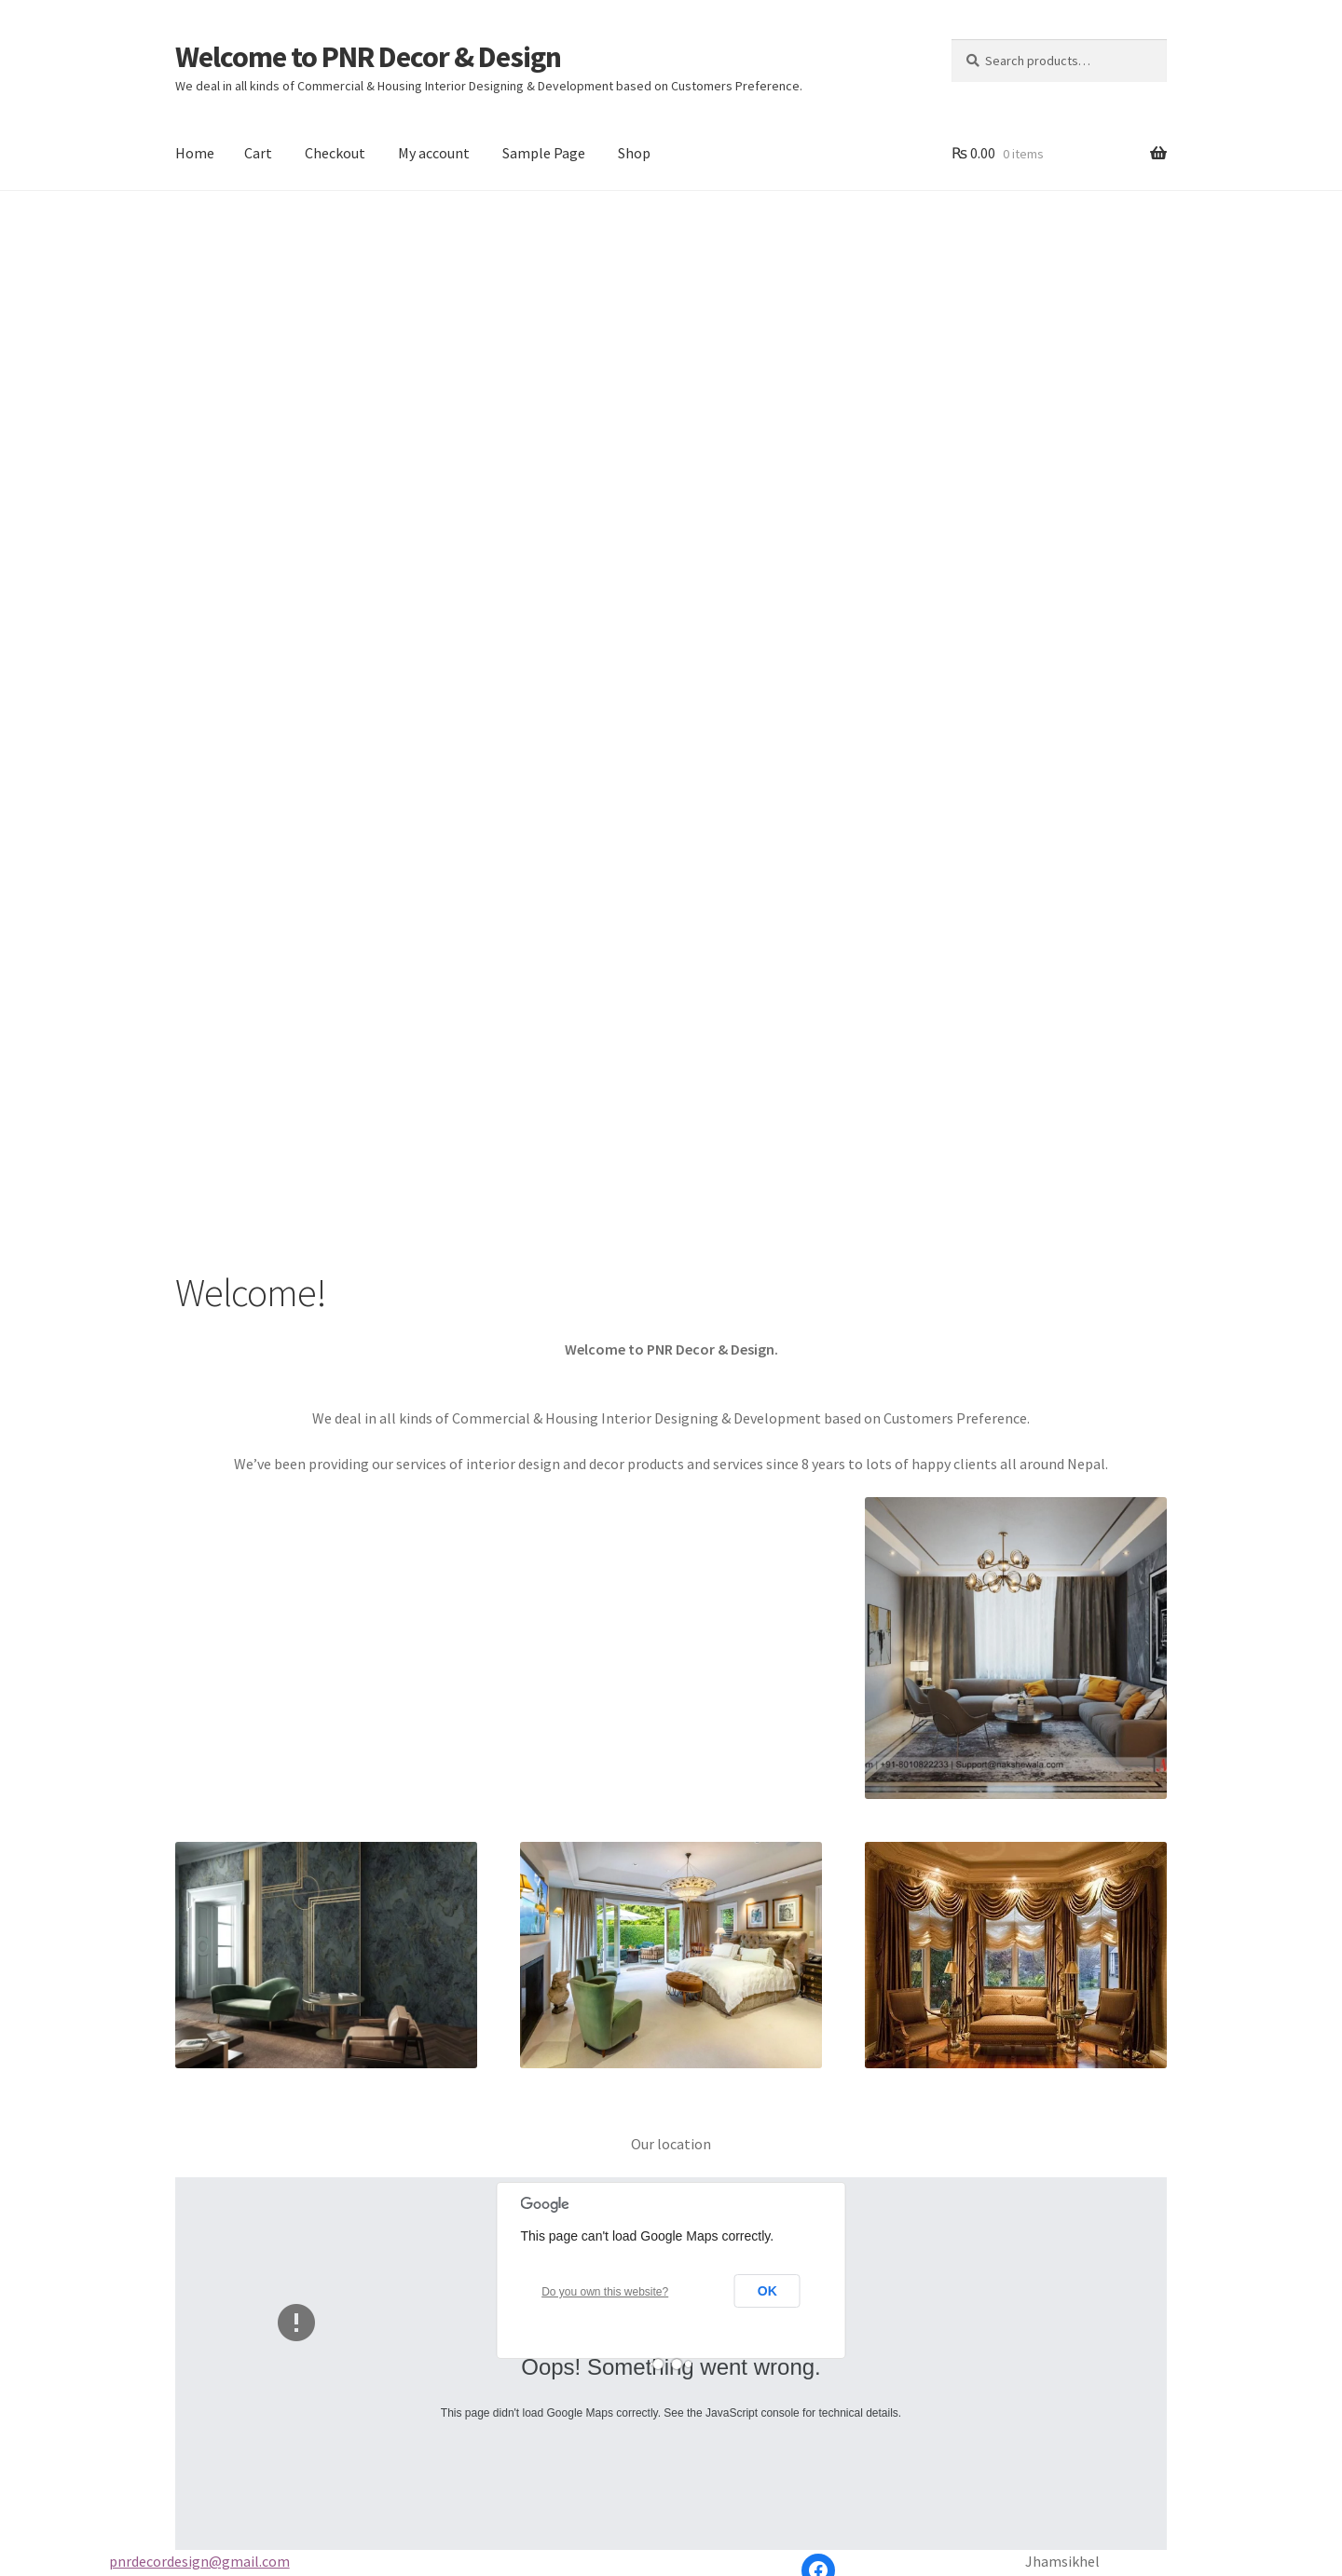 Welcome to PNR Decor & Design
We deal in all kinds of Commercial & Housing Interior Designing & Development based on Customers Preference.
Search products…
Home Cart Checkout My account Sample Page Shop
₨ 0.00 0 items
Welcome!
Welcome to PNR Decor & Design.
We deal in all kinds of Commercial & Housing Interior Designing & Development based on Customers Preference.
We’ve been providing our services of interior design and decor products and services since 8 years to lots of happy clients all around Nepal.
m | +91-8010822233 | Support@nakshewala.com
Our location
Google
This page can't load Google Maps correctly.
Do you own this website?
OK
Oops! Something went wrong.
This page didn't load Google Maps correctly. See the JavaScript console for technical details.
pnrdecordesign@gmail.com
Jhamsikhel